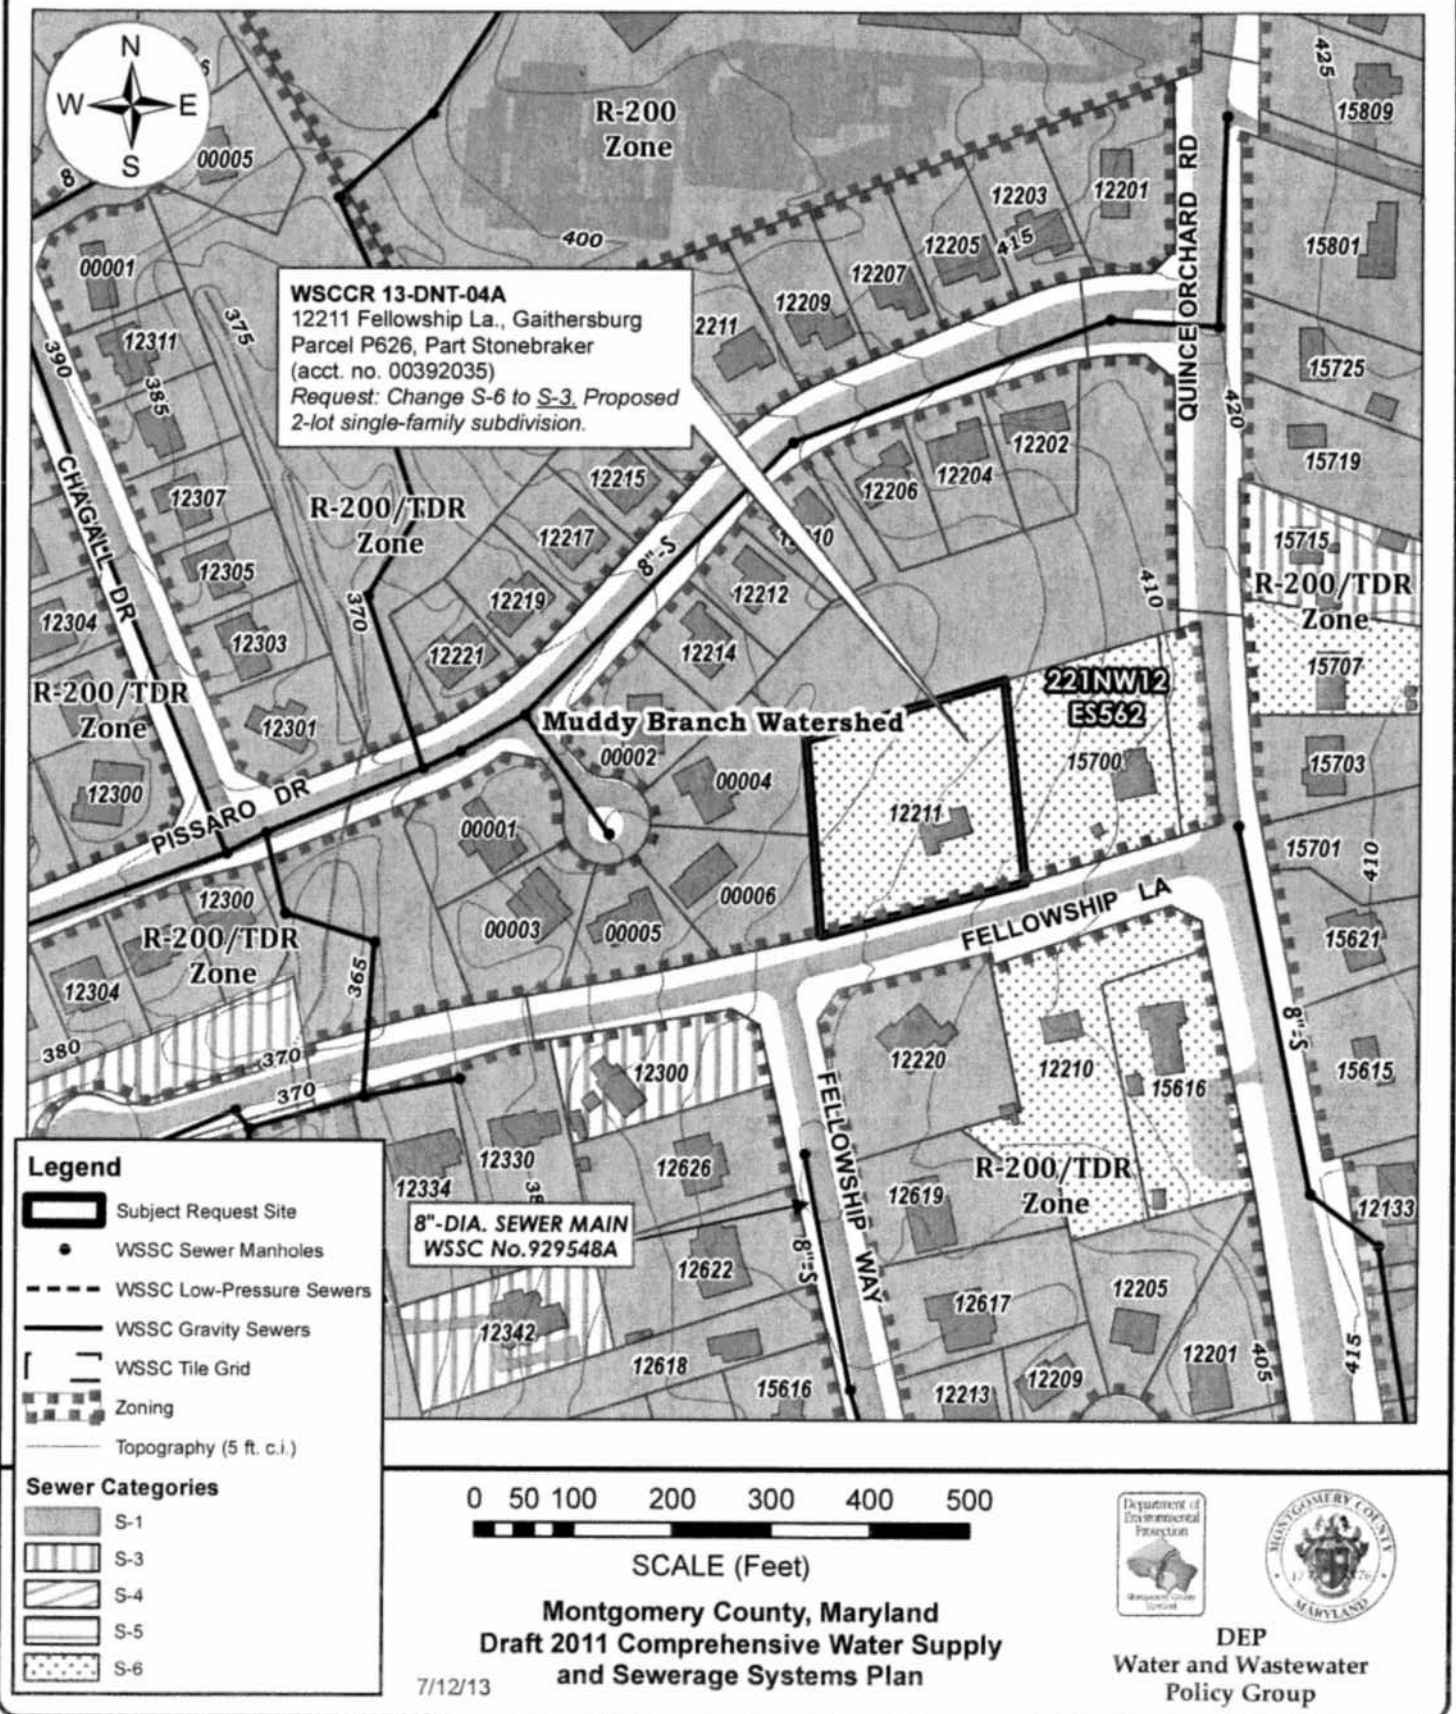 N
W E
S
R-200
Zone
425
15809
00005
8
12203
12201
QUINCE ORCHARD RD
400
12205
415
15801
00001
12207
WSCCR 13-DNT-04A
12211 Fellowship La., Gaithersburg
Parcel P626, Part Stonebraker
(acct. no. 00392035)
Request: Change S-6 to S-3. Proposed
2-lot single-family subdivision.
12209
2211
375
12311
390
385
15725
420
12202
12204
12206
15719
12215
12307
CHAGALL DR
R-200/TDR
Zone
12217
8"-S
10
15715
12305
12219
12212
410
R-200/TDR
Zone
370
12304
12303
12221
12214
15707
R-200/TDR
Zone
221NW12
ES562
12301
Muddy Branch Watershed
00002
15700
15703
00004
12300
PISSARO DR
00001
12211
15701
410
12300
00006
FELLOWSHIP LA
00003
00005
15621
R-200/TDR
Zone
365
12304
8"-S
380
370
12220
12210
15616
15615
12300
370
FELLOWSHIP WAY
R-200/TDR
Zone
12330
12626
12334
38
12619
12133
8"-DIA. SEWER MAIN
WSSC No.929548A
8"-S
12622
12617
12205
12342
12618
12201
405
415
15616
12213
12209
Legend
Subject Request Site
WSSC Sewer Manholes
WSSC Low-Pressure Sewers
WSSC Gravity Sewers
WSSC Tile Grid
Zoning
Topography (5 ft. c.i.)
Sewer Categories
S-1
S-3
S-4
S-5
S-6
0 50 100 200 300 400 500
SCALE (Feet)
Montgomery County, Maryland
Draft 2011 Comprehensive Water Supply
and Sewerage Systems Plan
7/12/13
Department of
Environmental
Protection
MONTGOMERY COUNTY
MARYLAND
DEP
Water and Wastewater
Policy Group